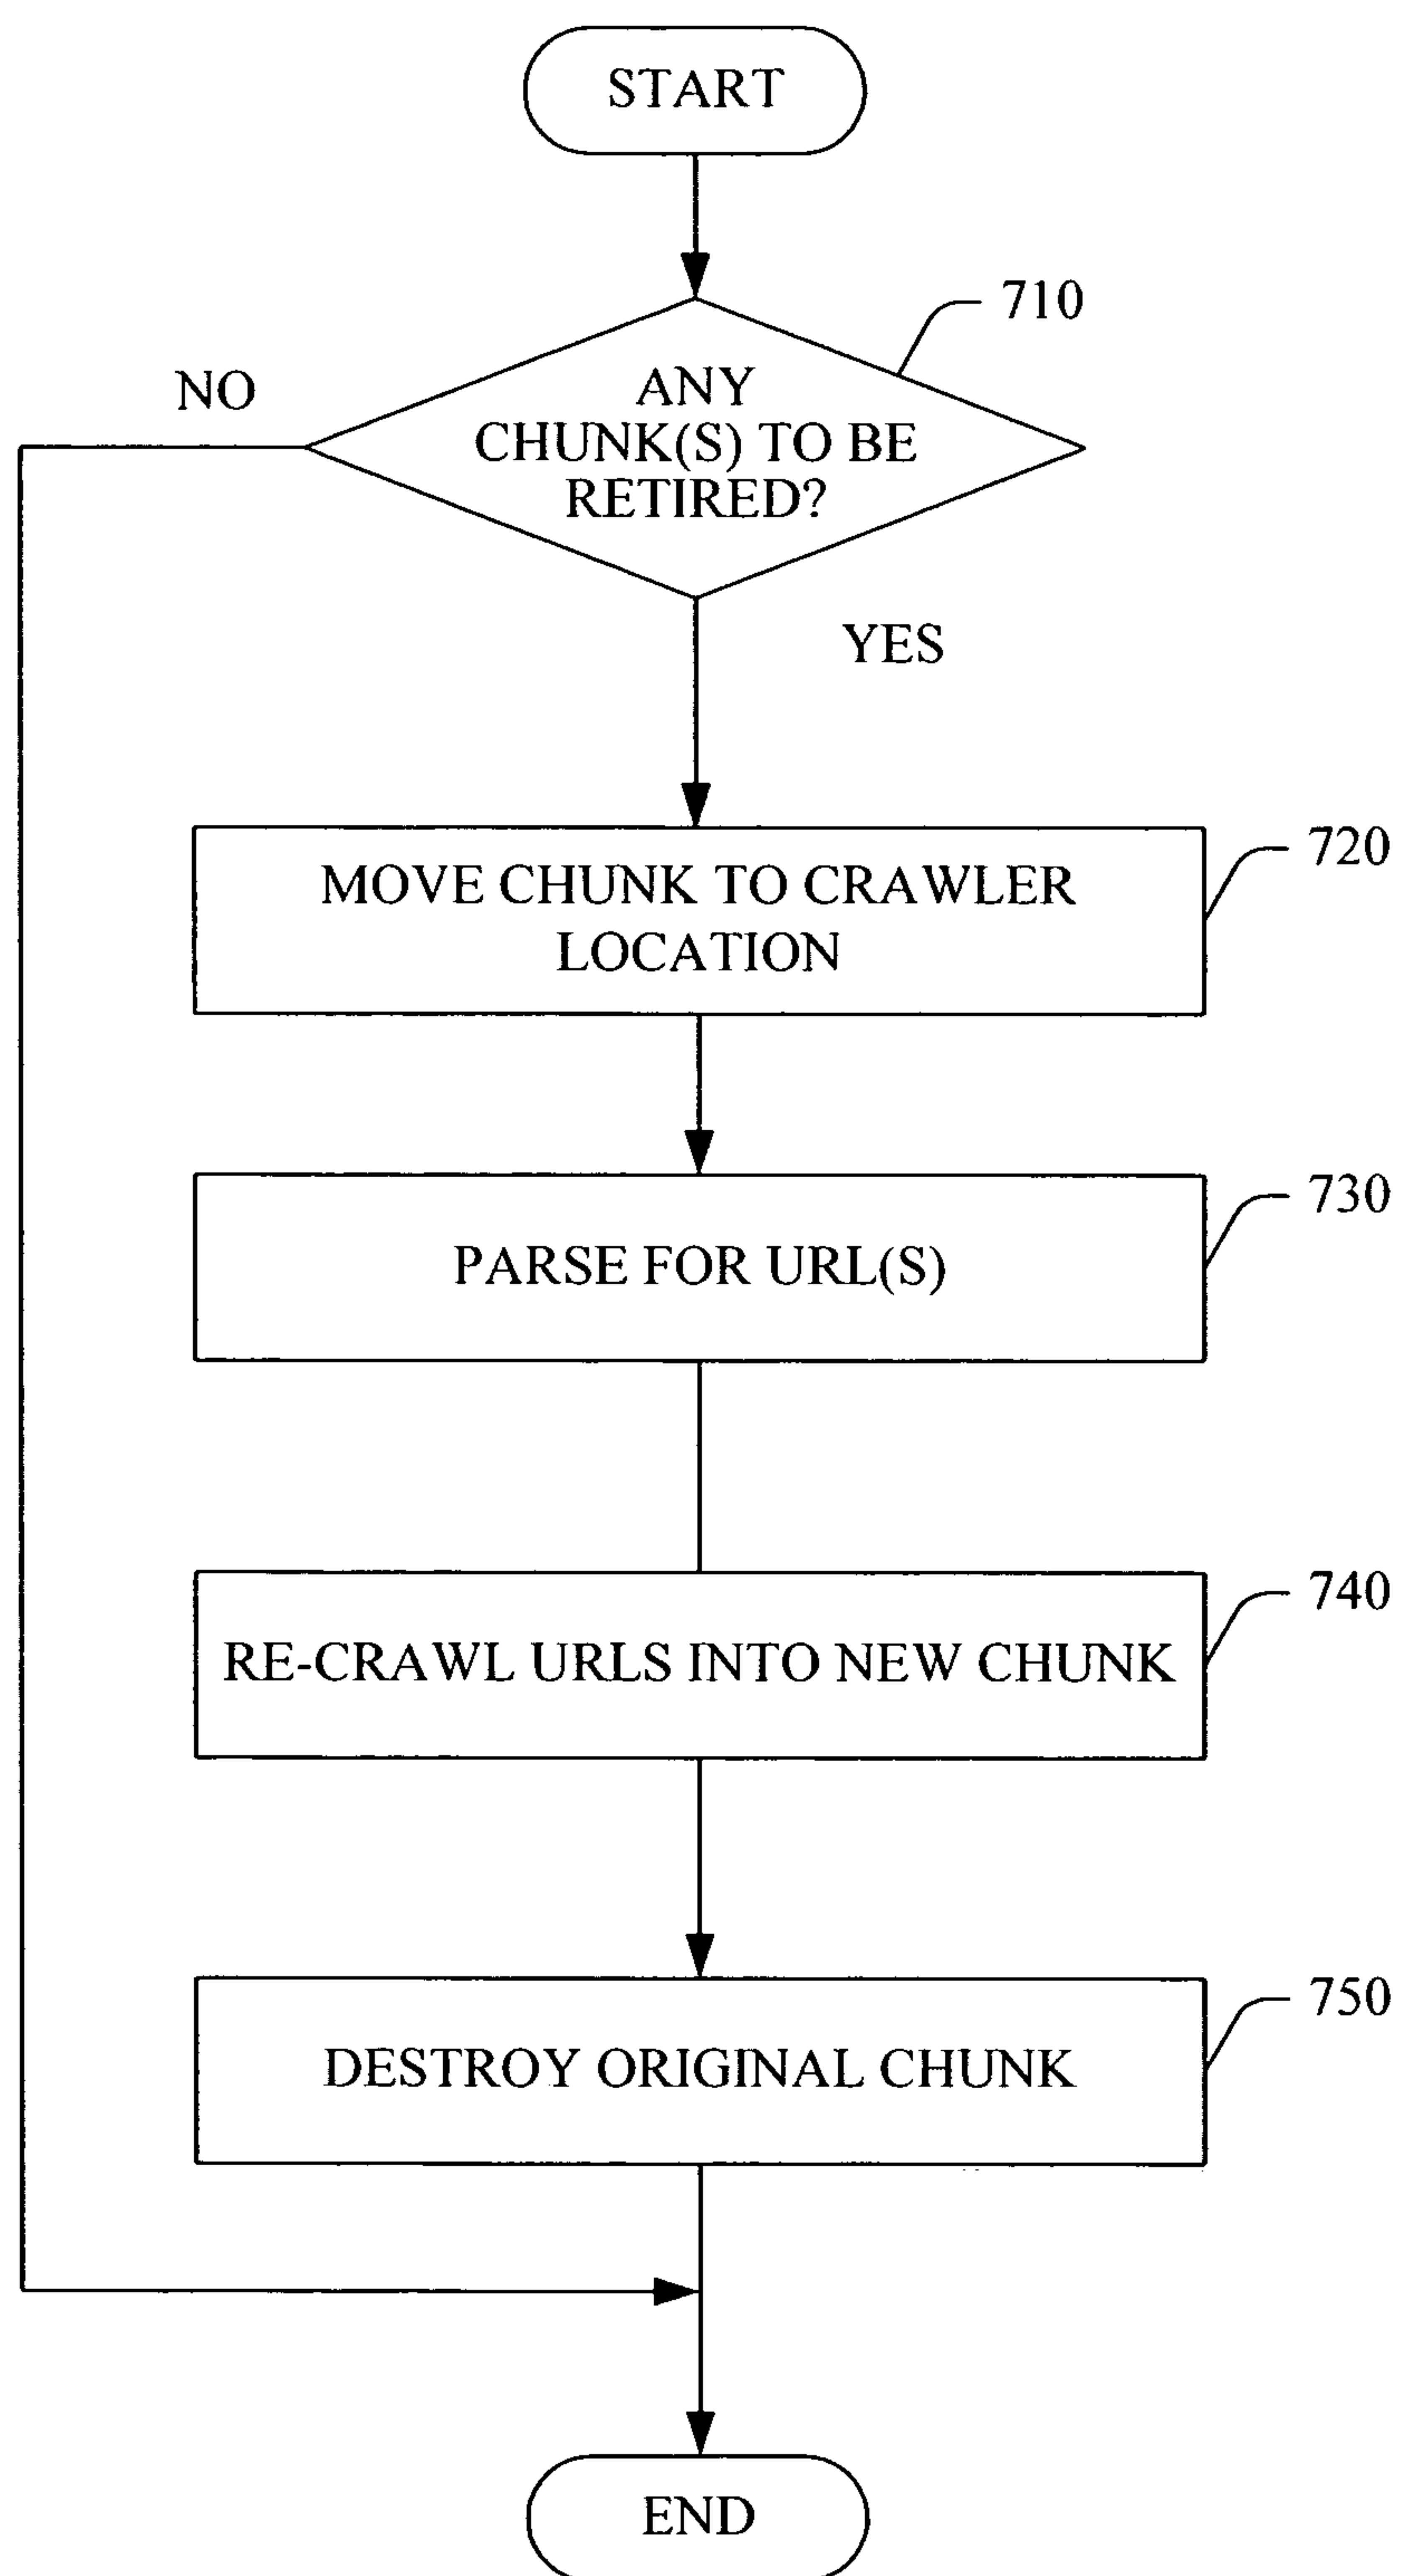 START
710
NO
ANY
CHUNK(S) TO BE
RETIRED?
YES
720
MOVE CHUNK TO CRAWLER
LOCATION
730
PARSE FOR URL(S)
740
RE-CRAWL URLS INTO NEW CHUNK
750
DESTROY ORIGINAL CHUNK
END